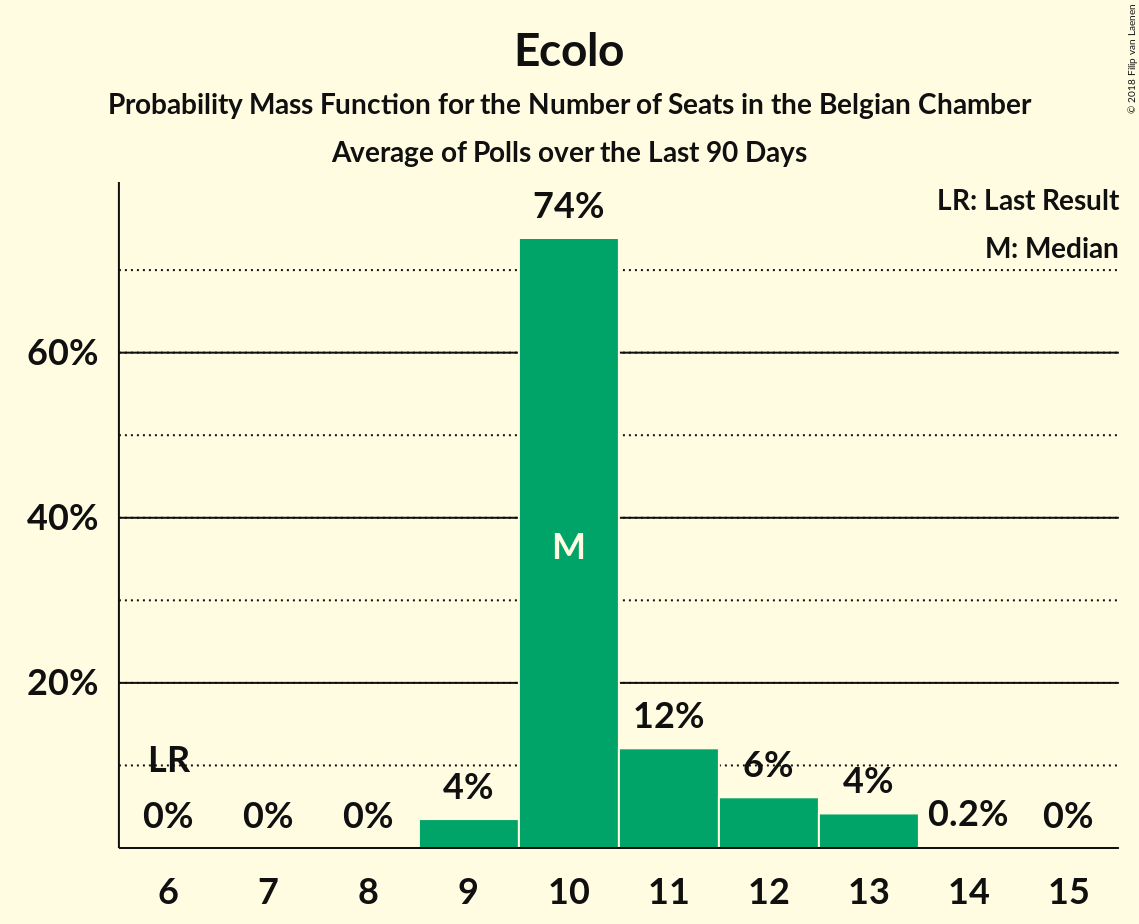 Ecolo
Probability Mass Function for the Number of Seats in the Belgian Chamber
Average of Polls over the Last 90 Days
© 2018 Filip van Laenen
LR: Last Result
M: Median
74%
60%
40%
M
20%
12%
LR
6%
4%
4%
0%
0%
0%
0.2%
0%
6 7 8 9 10 11 12 13 14 15